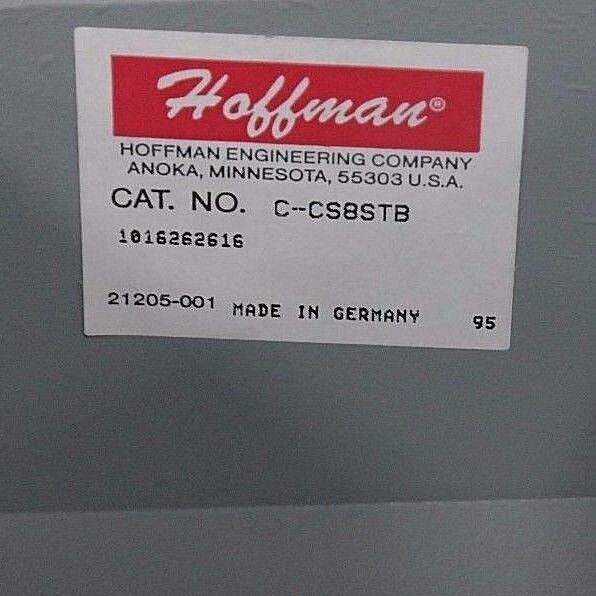 Hoffman®
HOFFMAN ENGINEERING COMPANY
ANOKA, MINNESOTA, 55303 U.S.A.
CAT. NO. C-CS8STB
1016262616
21205-001 MADE IN GERMANY 95